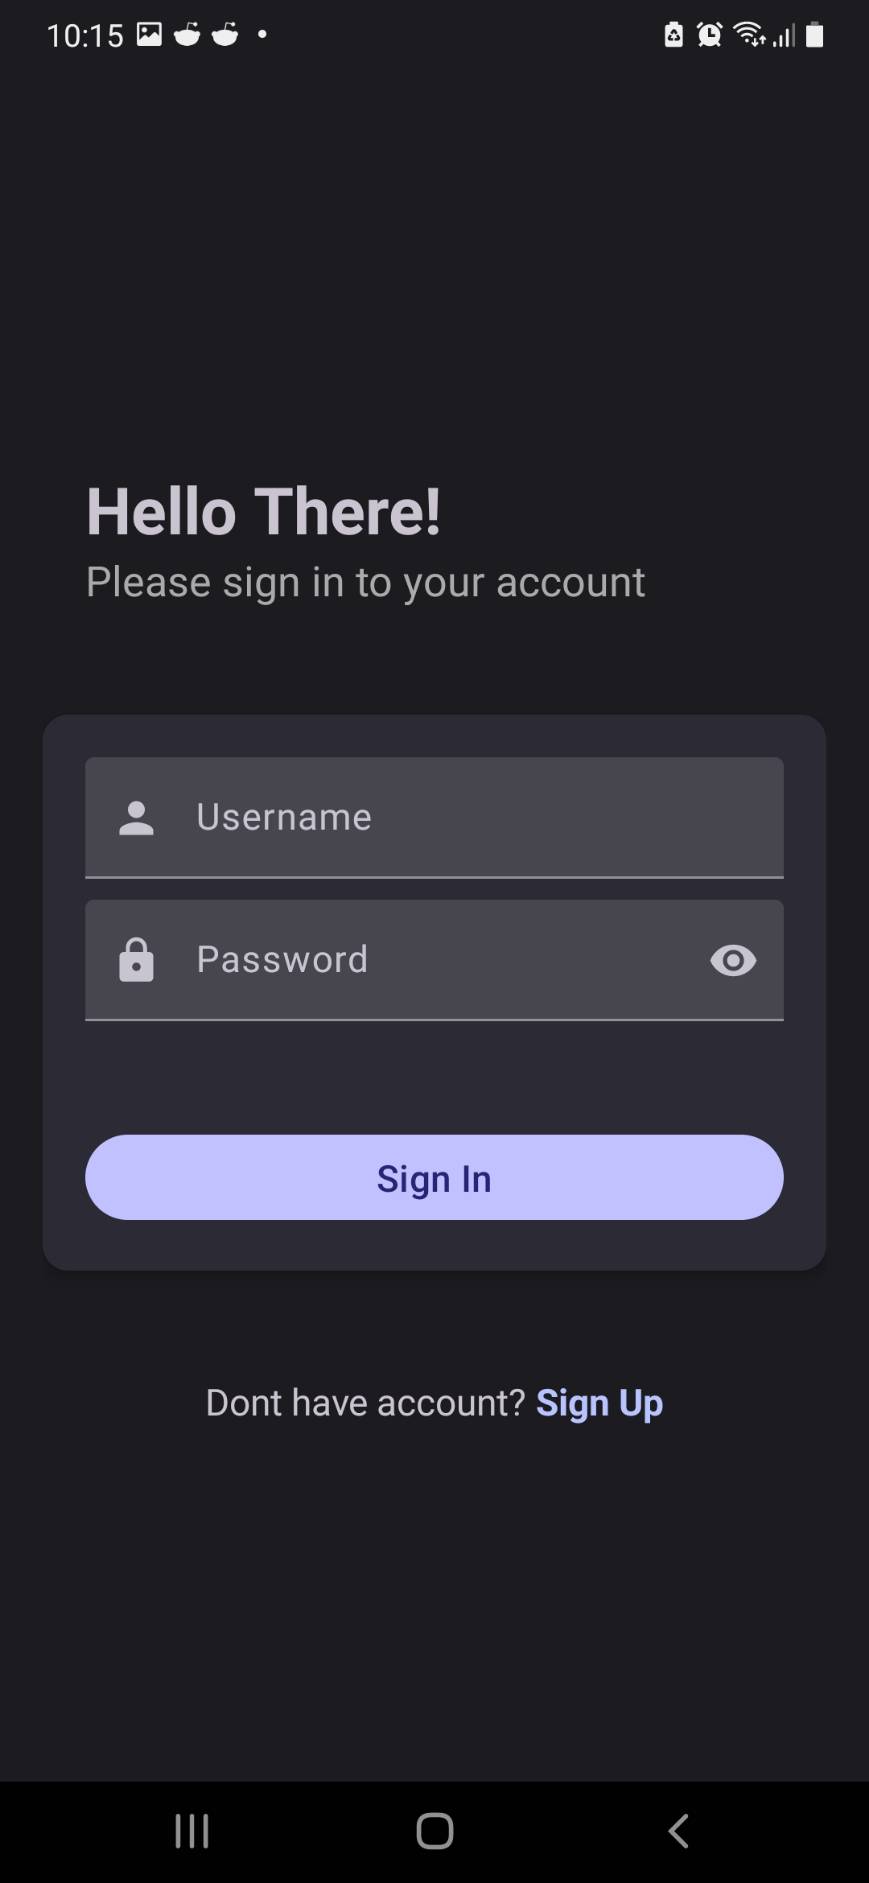 10:15
Hello There!
Please sign in to your account
Username
Password
Sign In
Dont have account? Sign Up